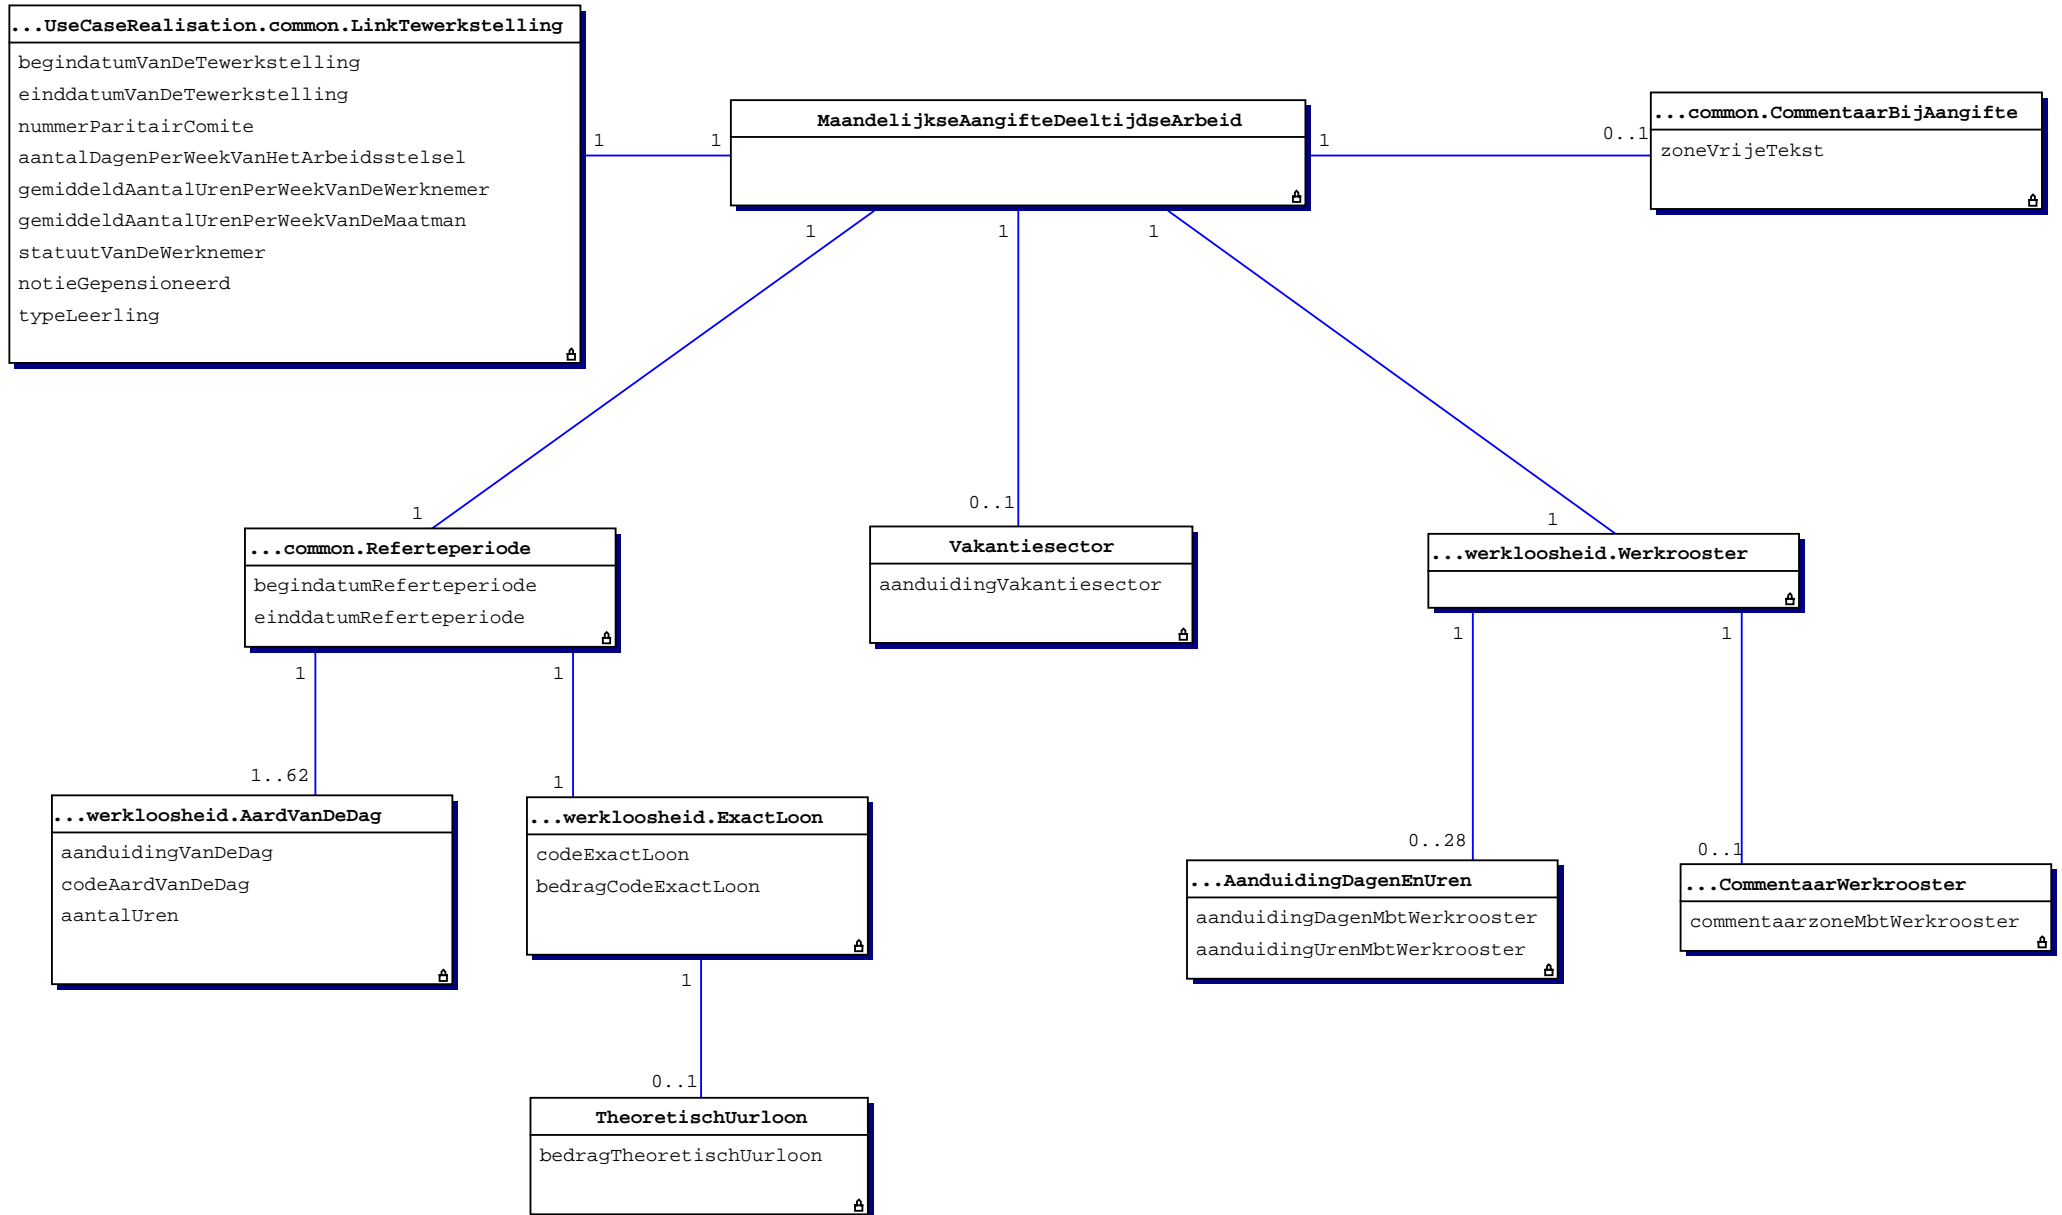 ...UseCaseRealisation.common.LinkTewerkstelling
begindatumVanDeTewerkstelling
einddatumVanDeTewerkstelling
nummerParitairComite
aantalDagenPerWeekVanHetArbeidsstelsel
gemiddeldAantalUrenPerWeekVanDeWerknemer
gemiddeldAantalUrenPerWeekVanDeMaatman
statuutVanDeWerknemer
notieGepensioneerd
typeLeerling
1
1
MaandelijkseAangifteDeeltijdseArbeid
1
0..1
...common.CommentaarBijAangifte
zoneVrijeTekst
1
1
1
1
0..1
1
...common.Referteperiode
begindatumReferteperiode
einddatumReferteperiode
Vakantiesector
aanduidingVakantiesector
...werkloosheid.Werkrooster
1
1
1
1
1..62
1
0..28
0..1
...werkloosheid.AardVanDeDag
aanduidingVanDeDag
codeAardVanDeDag
aantalUren
...werkloosheid.ExactLoon
codeExactLoon
bedragCodeExactLoon
...AanduidingDagenEnUren
aanduidingDagenMbtWerkrooster
aanduidingUrenMbtWerkrooster
...CommentaarWerkrooster
commentaarzoneMbtWerkrooster
1
0..1
TheoretischUurloon
bedragTheoretischUurloon